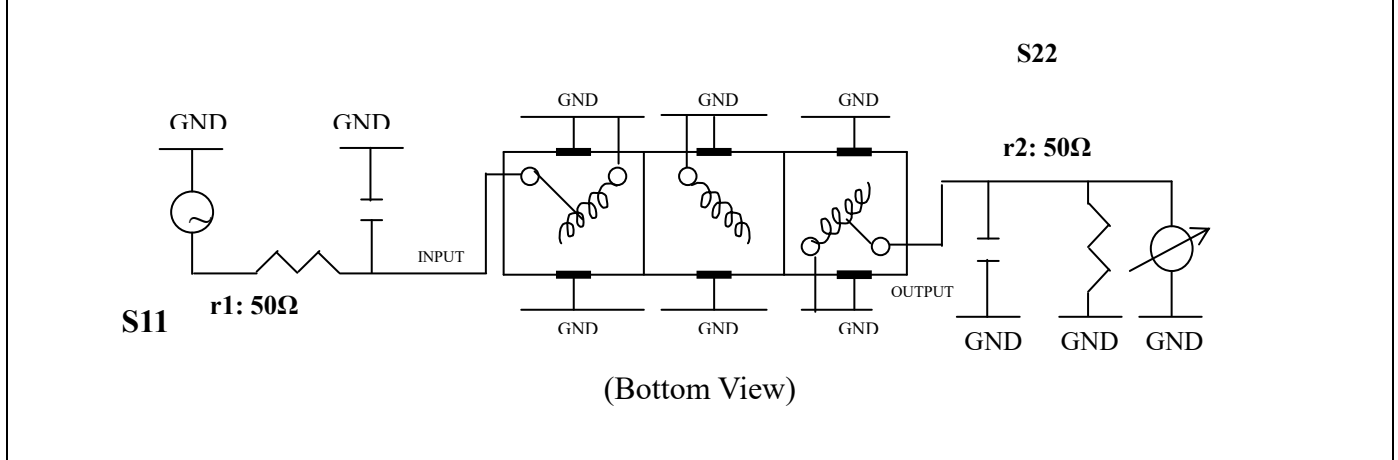 S22
GND GND GND
GND GND
r2: 50Ω
INPUT
OUTPUT
r1: 50Ω
S11
GND GND GND
GND GND GND
(Bottom View)